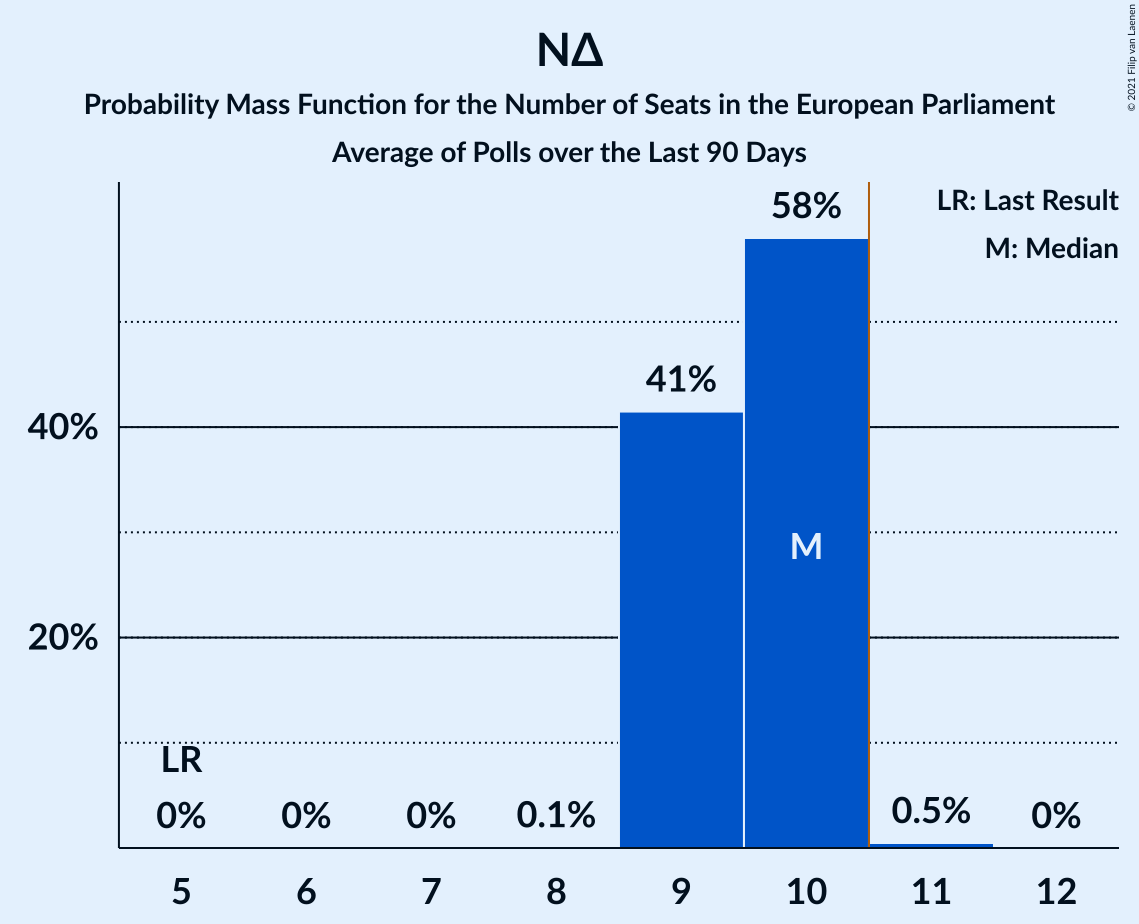 © 2021 Filip van Laenen
ΝΔ
Probability Mass Function for the Number of Seats in the European Parliament
Average of Polls over the Last 90 Days
LR: Last Result
M: Median
58%
41%
40%
M
20%
LR
0% 0% 0% 0.1% 0.5% 0%
5 6 7 8 9 10 11 12